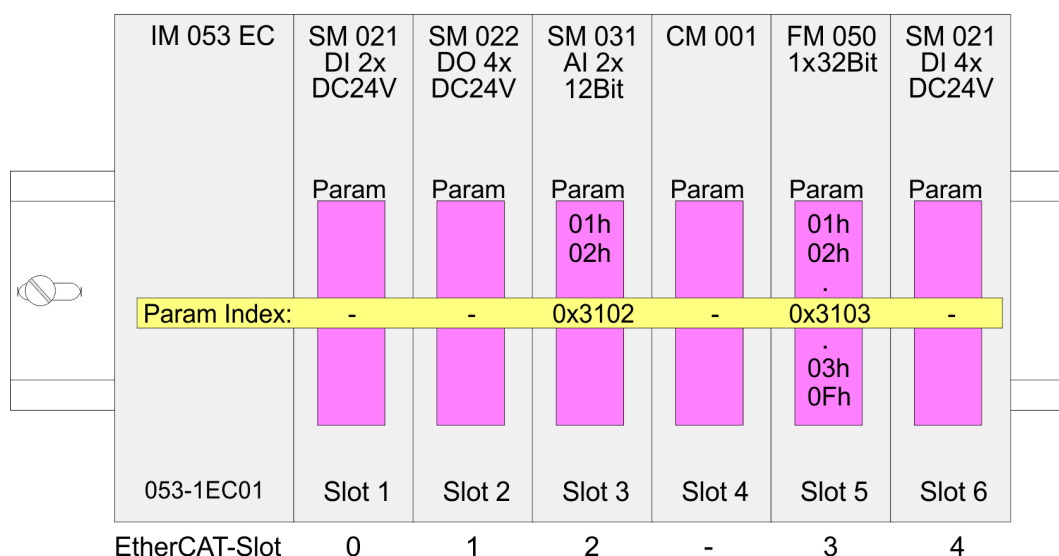 IM 053 EC
SM 021
DI 2x
DC24V
SM 022
DO 4x
DC24V
SM 031
AI 2x
12Bit
CM 001
FM 050
1x32Bit
SM 021
DI 4x
DC24V
Param Param Param Param Param Param
01h
02h
01h
02h
.
Param Index: - - 0x3102 - 0x3103 -
.
03h
0Fh
053-1EC01 Slot 1 Slot 2 Slot 3 Slot 4 Slot 5 Slot 6
EtherCAT-Slot 0 1 2 - 3 4